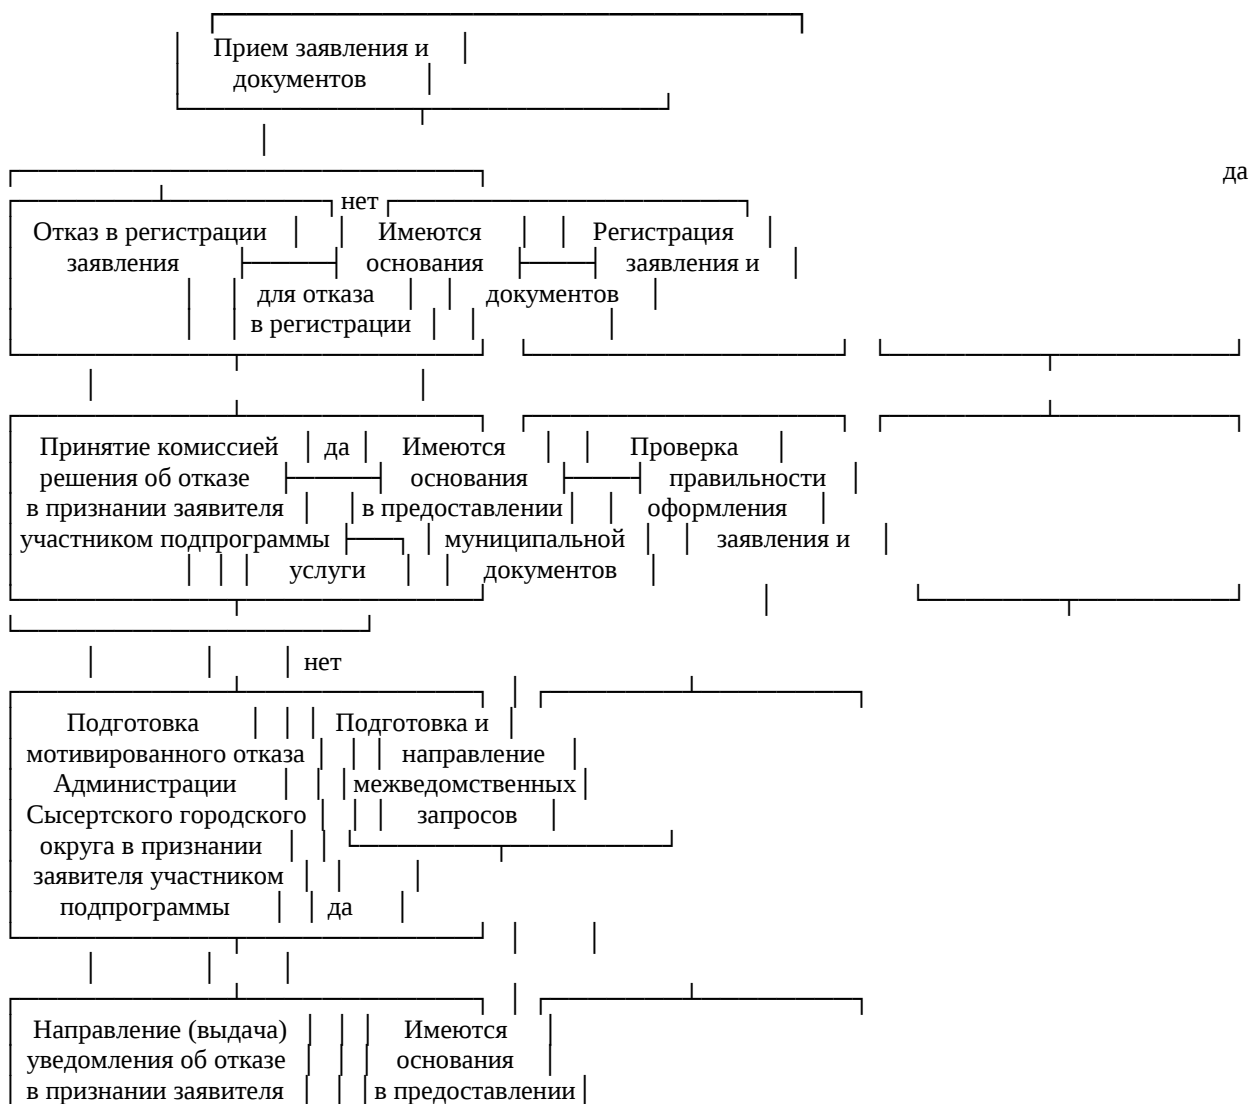 Прием заявления и
документов
да
нет
Отказ в регистрации Имеются Регистрация
заявления основания заявления и
для отказа документов
в регистрации
Принятие комиссией да Имеются Проверка
решения об отказе основания правильности
в признании заявителя в предоставлении оформления
участником подпрограммы муниципальной заявления и
услуги документов
нет
Подготовка Подготовка и
мотивированного отказа направление
Администрации межведомственных
Сысертского городского запросов
округа в признании
заявителя участником
подпрограммы да
Направление (выдача) Имеются
уведомления об отказе основания
в признании заявителя в предоставлении